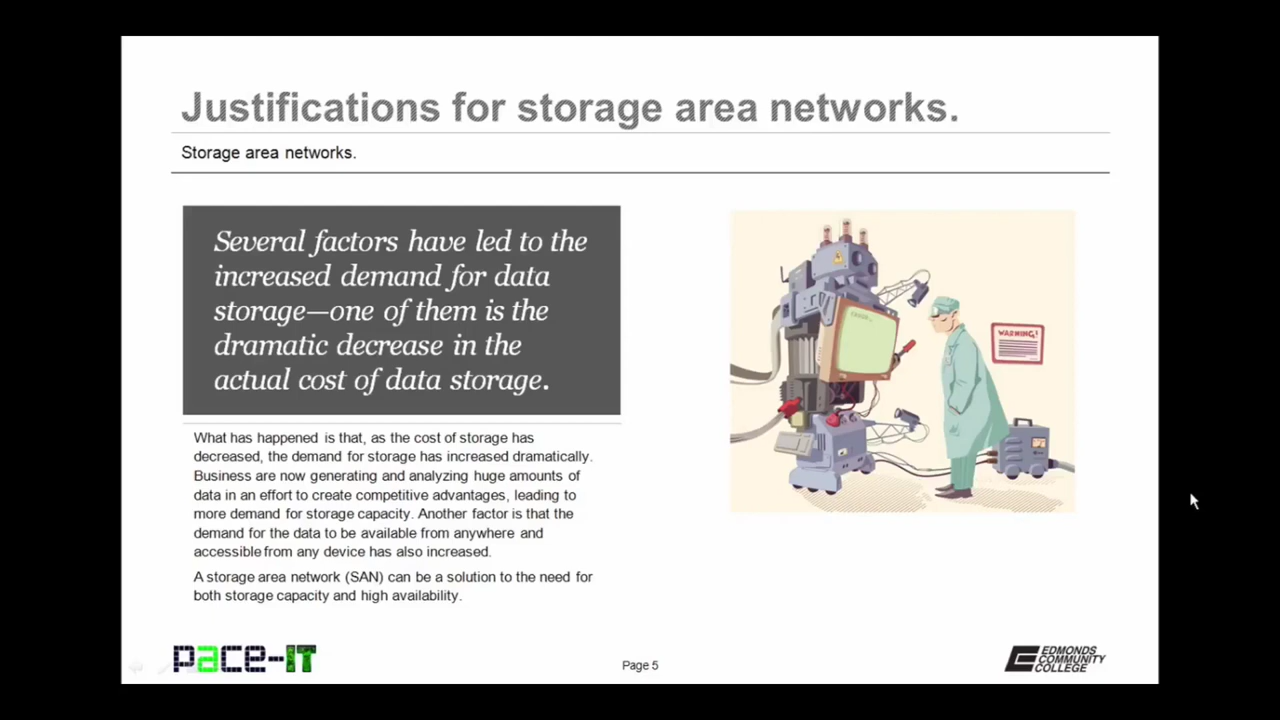 Justifications for storage area networks.
Storage area networks.
Several factors have led to the
increased demand for data
storage—one of them is the
dramatic decrease in the
actual cost of data storage.
What has happened is that, as the cost of storage has
decreased, the demand for storage has increased dramatically.
Business are now generating and analyzing huge amounts of
data in an effort to create competitive advantages, leading to
more demand for storage capacity. Another factor is that the
demand for the data to be available from anywhere and
accessible from any device has also increased.
A storage area network (SAN) can be a solution to the need for
both storage capacity and high availability.
WARNING!
pace-IT
Page 5
EDMONDS
COMMUNITY
COLLEGE